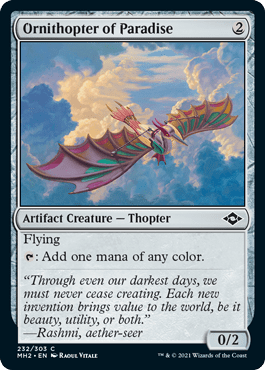 Ornithopter of Paradise 2
Artifact Creature — Thopter
Flying
: Add one mana of any color.
“Through even our darkest days, we
must never cease creating. Each new
invention brings value to the world, be it
beauty, utility, or both.”
—Rashmi, aether-seer
0/2
232/303 C
MH2 • EN RAOUL VITALE
™ & © 2021 Wizards of the Coast